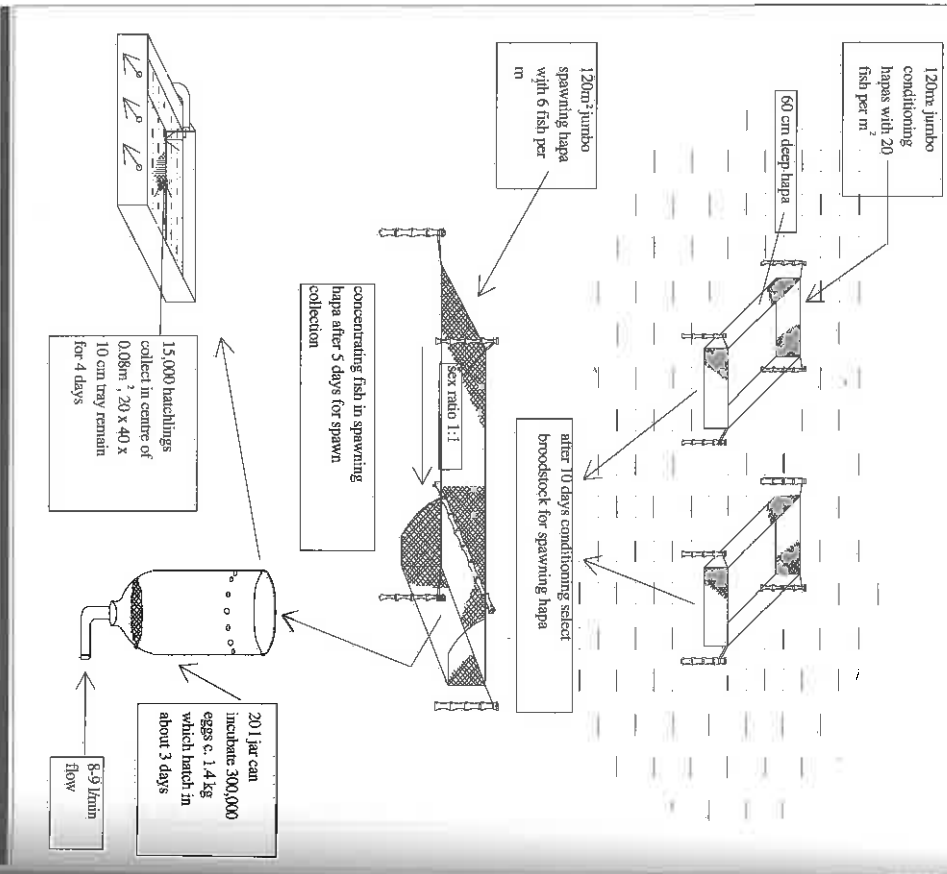 120m² jumbo
conditioning
hapas with 20
fish per m²
60 cm deep hapa
after 10 days conditioning select
broodstock for spawning hapa
120m² jumbo
spawning hapa
with 6 fish per
m²
sex ratio 1:1
concentrating fish in spawning
hapa after 5 days for spawn
collection
20 l jar can
incubate 300,000
eggs c. 1.4 kg
which hatch in
about 3 days
8-9 l/min
flow
15,000 hatchlings
collect in centre of
0.08m², 20 x 40 x
10 cm tray remain
for 4 days